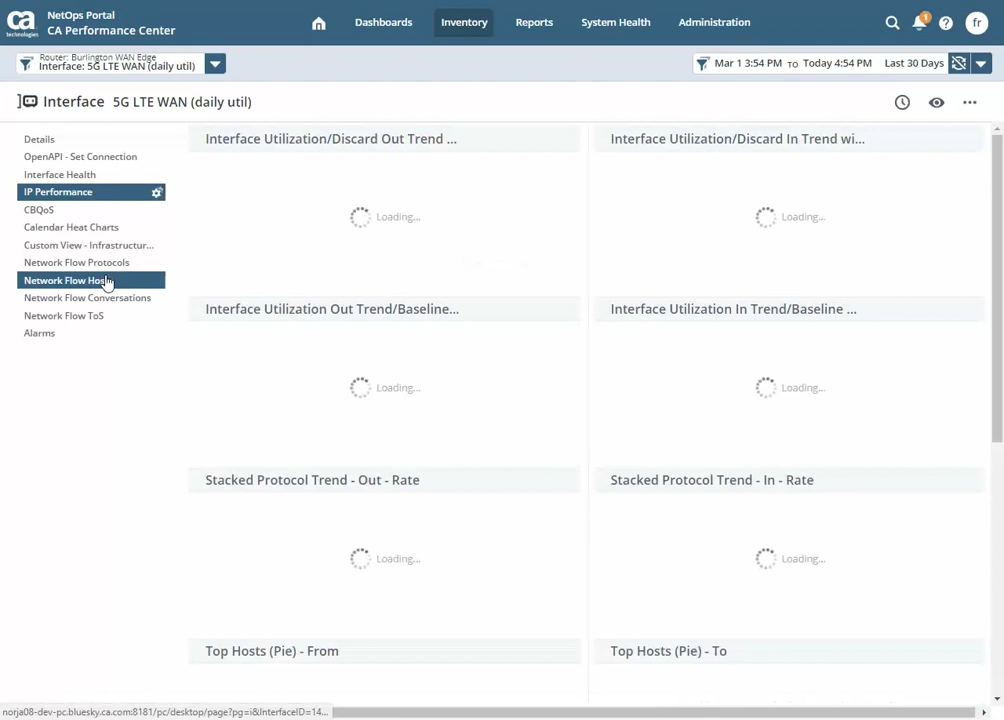 ca
technologies
NetOps Portal
CA Performance Center
Dashboards
Inventory
Reports
System Health
Administration
1
fr
Router: Burlington WAN Edge
Interface: 5G LTE WAN (daily util)
Mar 1 3:54 PM TO Today 4:54 PM
Last 30 Days
Interface 5G LTE WAN (daily util)
Details
OpenAPI - Set Connection
Interface Health
IP Performance
CBQoS
Calendar Heat Charts
Custom View - Infrastructur...
Network Flow Protocols
Network Flow Hos
Network Flow Conversations
Network Flow ToS
Alarms
Interface Utilization/Discard Out Trend ...
Interface Utilization/Discard In Trend wi...
Loading...
Loading...
Interface Utilization Out Trend/Baseline...
Interface Utilization In Trend/Baseline ...
Loading...
Loading...
Stacked Protocol Trend - Out - Rate
Stacked Protocol Trend - In - Rate
Loading...
Loading...
Top Hosts (Pie) - From
Top Hosts (Pie) - To
norja08-dev-pc.bluesky.ca.com:8181/pc/desktop/page?pg=i&InterfaceID=14...